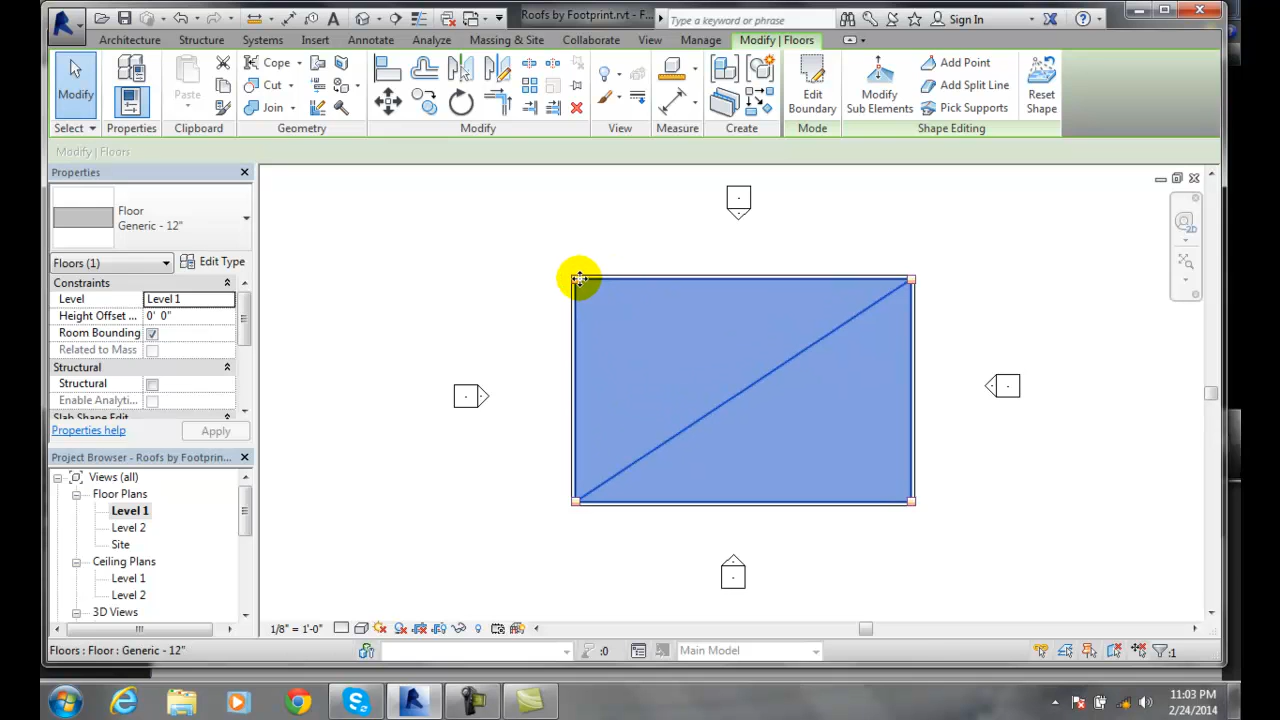 Roofs by Footprint.rvt - F...
Type a keyword or phrase
Sign In
Architecture Structure Systems Insert Annotate Analyze Massing & Site Collaborate View Manage Modify | Floors
Modify
Paste
Cope
Cut
Join
Edit Boundary
Modify Sub Elements
Add Point
Add Split Line
Pick Supports
Reset Shape
Select Properties Clipboard Geometry Modify View Measure Create Mode Shape Editing
Modify | Floors
Properties
Floor
Generic - 12"
Floors (1)
Edit Type
Constraints
Level Level 1
Height Offset ... 0' 0"
Room Bounding
Related to Mass
Structural
Structural
Enable Analyti...
Slab Shape Edit
Properties help
Apply
Project Browser - Roofs by Footprin...
Views (all)
Floor Plans
Level 1
Level 2
Site
Ceiling Plans
Level 1
Level 2
3D Views
2D
1/8" = 1'-0"
Floors : Floor : Generic - 12"
:0
Main Model
:1
11:03 PM
2/24/2014